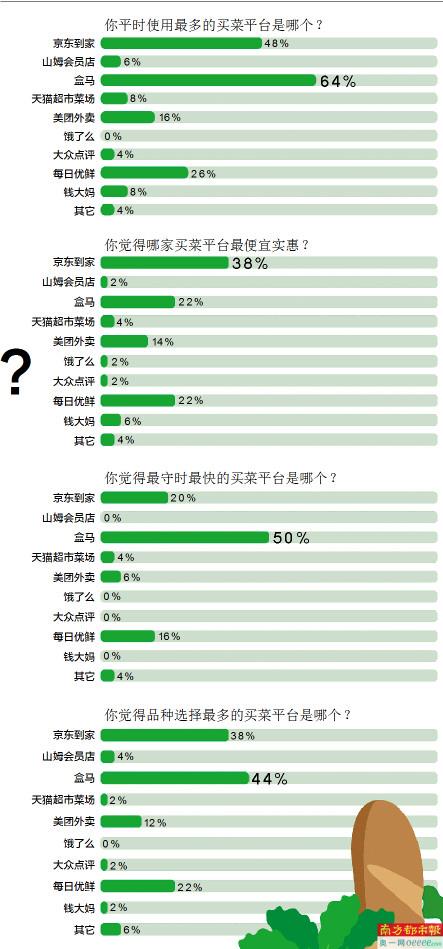 你平时使用最多的买菜平台是哪个？
京东到家 48%
山姆会员店 6%
盒马 64%
天猫超市菜场 8%
美团外卖 16%
饿了么 0%
大众点评 4%
每日优鲜 26%
钱大妈 8%
其它 4%
你觉得哪家买菜平台最便宜实惠？
京东到家 38%
山姆会员店 2%
盒马 22%
天猫超市菜场 4%
美团外卖 14%
?
饿了么 2%
大众点评 2%
每日优鲜 22%
钱大妈 6%
其它 4%
你觉得最守时最快的买菜平台是哪个？
京东到家 20%
山姆会员店 0%
盒马 50%
天猫超市菜场 4%
美团外卖 6%
饿了么 0%
大众点评 0%
每日优鲜 16%
钱大妈 0%
其它 4%
你觉得品种选择最多的买菜平台是哪个？
京东到家 38%
山姆会员店 4%
盒马 44%
天猫超市菜场 2%
美团外卖 12%
饿了么 0%
大众点评 2%
每日优鲜 22%
钱大妈 2%
其它 6%
南方都市報
奥一网 oeeee.net